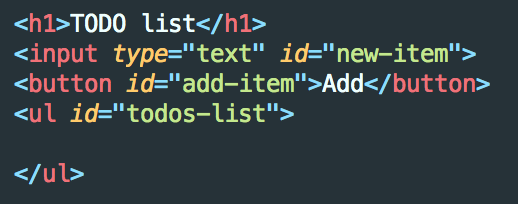 <h1>TODO list</h1>
<input type="text" id="new-item">
<button id="add-item">Add</button>
<ul id="todos-list">
</ul>